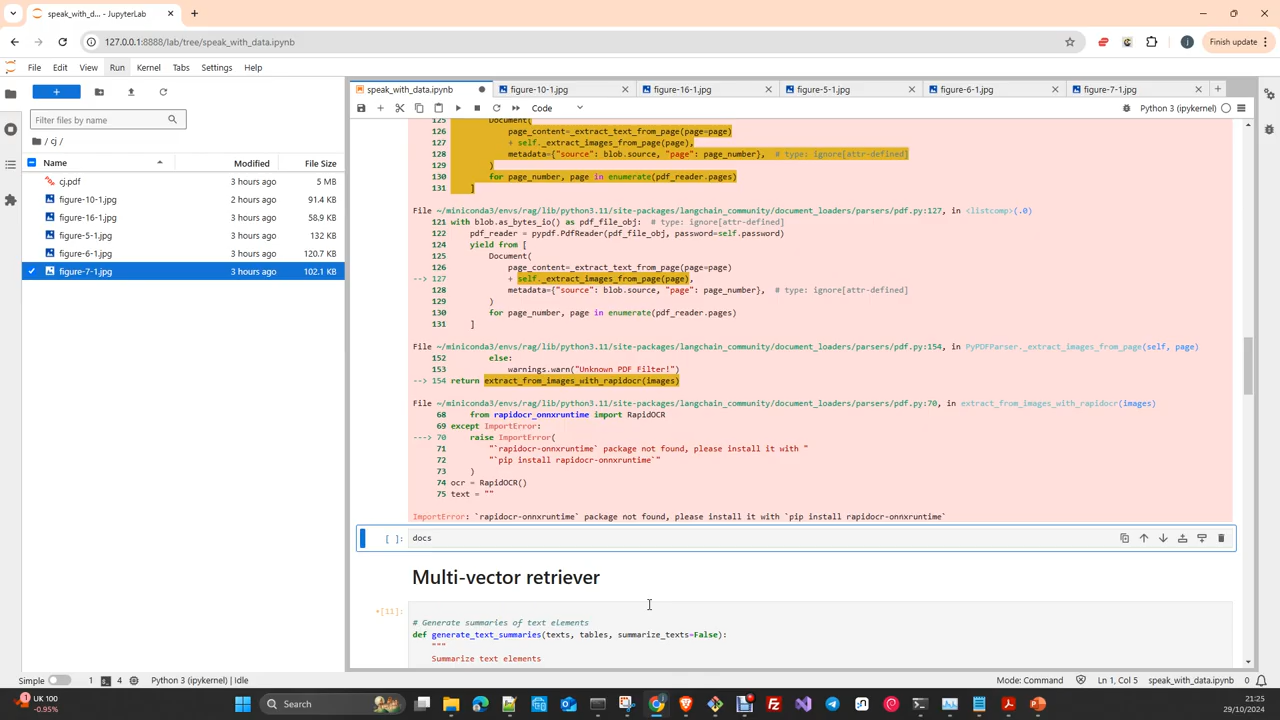 speak_with_d... - JupyterLab
127.0.0.1:8888/lab/tree/speak_with_data.ipynb
Finish update
File Edit View Run Kernel Tabs Settings Help
speak_with_data.ipynb
figure-10-1.jpg
figure-16-1.jpg
figure-5-1.jpg
figure-6-1.jpg
figure-7-1.jpg
Code
Python 3 (ipykernel)
Filter files by name
/ cj /
Name Modified File Size
cj.pdf 3 hours ago 5 MB
figure-10-1.jpg 2 hours ago 91.4 KB
figure-16-1.jpg 3 hours ago 58.9 KB
figure-5-1.jpg 3 hours ago 132 KB
figure-6-1.jpg 3 hours ago 120.7 KB
figure-7-1.jpg 3 hours ago 102.1 KB
125 Document(
126 page_content=_extract_text_from_page(page=page)
127 + self._extract_images_from_page(page),
128 metadata={"source": blob.source, "page": page_number}, # type: ignore[attr-defined]
129 )
130 for page_number, page in enumerate(pdf_reader.pages)
131 ]
File ~/miniconda3/envs/rag/lib/python3.11/site-packages/langchain_community/document_loaders/parsers/pdf.py:127, in <listcomp>(.0)
121 with blob.as_bytes_io() as pdf_file_obj: # type: ignore[attr-defined]
122 pdf_reader = pypdf.PdfReader(pdf_file_obj, password=self.password)
124 yield from [
125 Document(
126 page_content=_extract_text_from_page(page=page)
--> 127 + self._extract_images_from_page(page),
128 metadata={"source": blob.source, "page": page_number}, # type: ignore[attr-defined]
129 )
130 for page_number, page in enumerate(pdf_reader.pages)
131 ]
File ~/miniconda3/envs/rag/lib/python3.11/site-packages/langchain_community/document_loaders/parsers/pdf.py:154, in PyPDFParser._extract_images_from_page(self, page)
152 else:
153 warnings.warn("Unknown PDF Filter!")
--> 154 return extract_from_images_with_rapidocr(images)
File ~/miniconda3/envs/rag/lib/python3.11/site-packages/langchain_community/document_loaders/parsers/pdf.py:70, in extract_from_images_with_rapidocr(images)
68 from rapidocr_onnxruntime import RapidOCR
69 except ImportError:
---> 70 raise ImportError(
71 "`rapidocr-onnxruntime` package not found, please install it with "
72 "`pip install rapidocr-onnxruntime`"
73 )
74 ocr = RapidOCR()
75 text = ""
ImportError: `rapidocr-onnxruntime` package not found, please install it with `pip install rapidocr-onnxruntime`
[ ]: docs
Multi-vector retriever
*[11]:
# Generate summaries of text elements
def generate_text_summaries(texts, tables, summarize_texts=False):
"""
Summarize text elements
Simple 1 4 Python 3 (ipykernel) | Idle
Mode: Command Ln 1, Col 5 speak_with_data.ipynb 0
UK 100
-0.95%
Search
21:25
29/10/2024